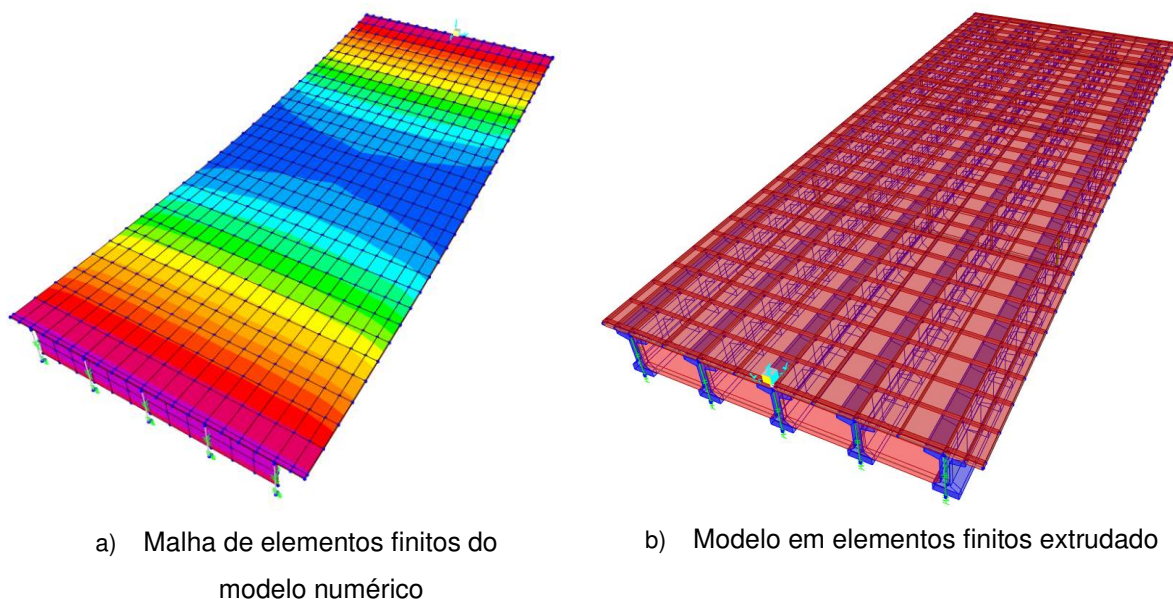 a) Malha de elementos finitos do
modelo numérico
b) Modelo em elementos finitos extrudado